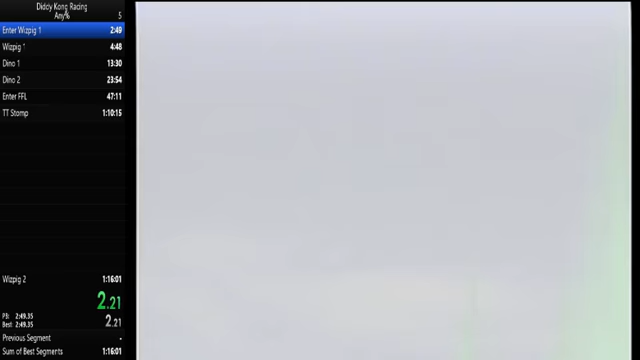 Diddy Kong Racing
Any% 5
Enter Wizpig 1 2:49
Wizpig 1 4:48
Dino 1 13:30
Dino 2 23:54
Enter FFL 47:11
TT Stomp 1:10:15
Wizpig 2 1:16:01
2.21
PB: 2:49.35
Best: 2:49.35 2.21
Previous Segment -
Sum of Best Segments 1:16:01